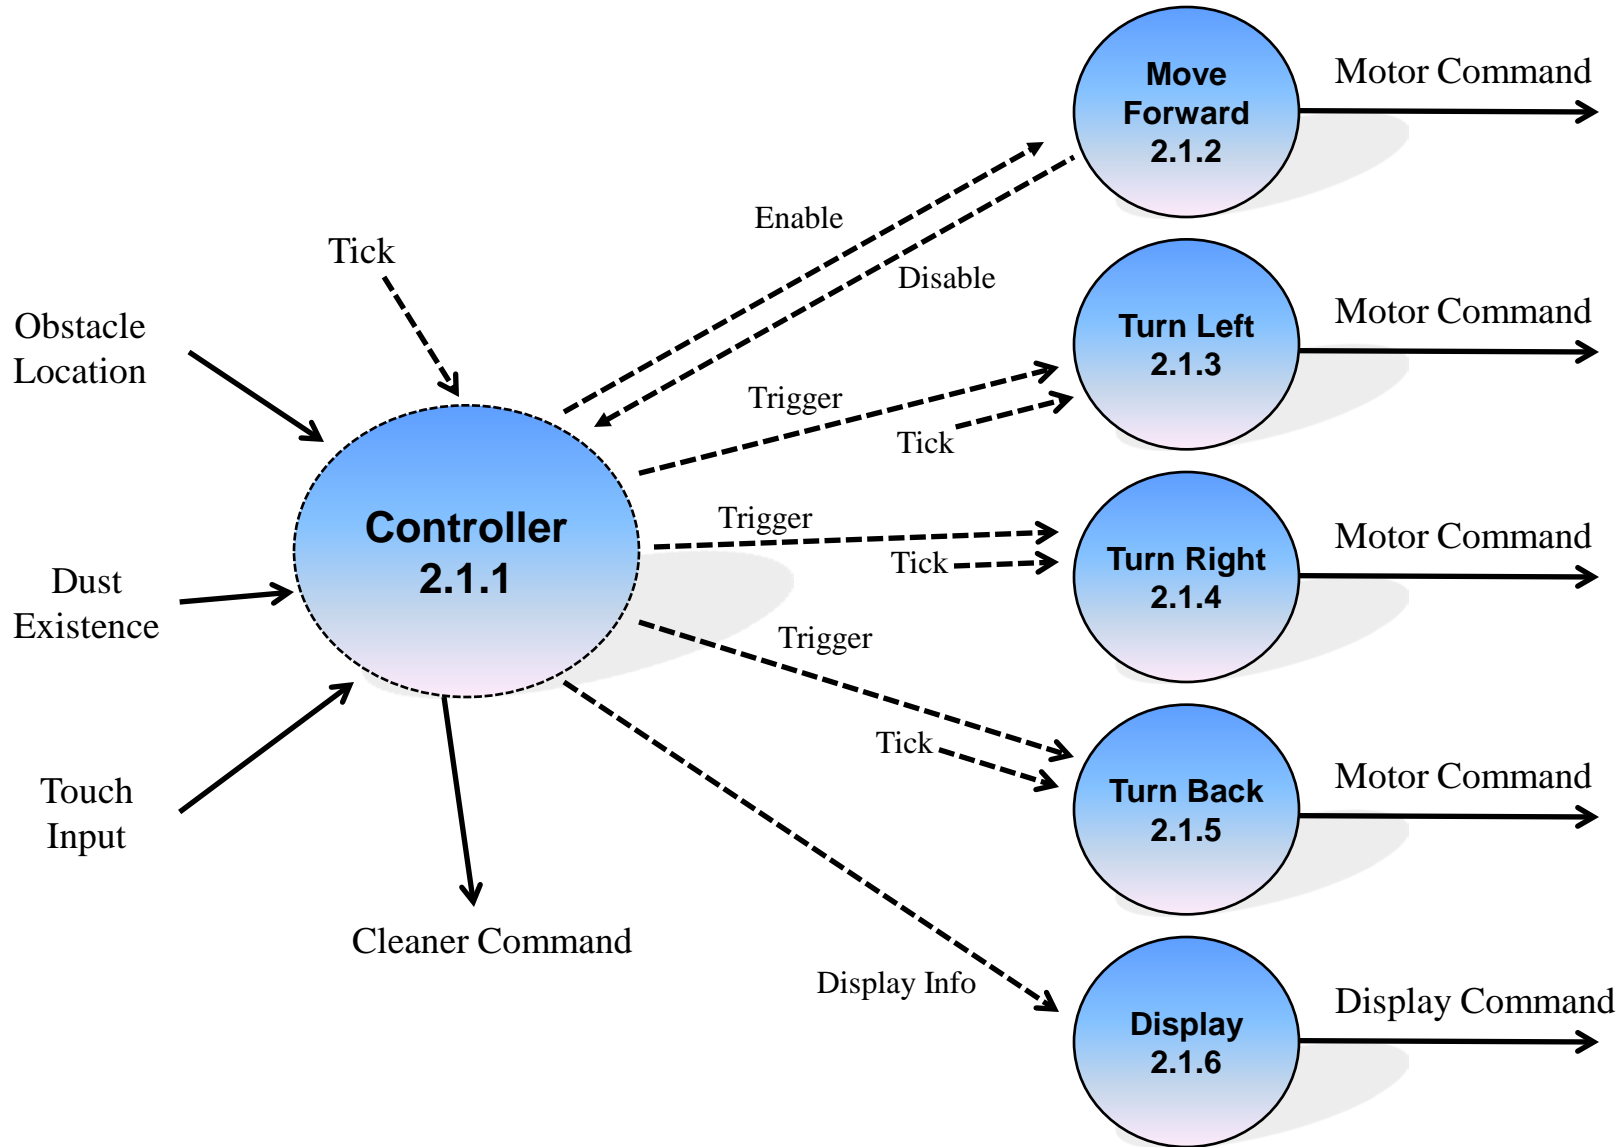 Move
Forward
2.1.2
Motor Command
Enable
Tick
Disable
Obstacle
Location
Turn Left
2.1.3
Motor Command
Trigger
Tick
Controller
2.1.1
Trigger
Tick
Turn Right
2.1.4
Motor Command
Dust
Existence
Trigger
Tick
Turn Back
2.1.5
Motor Command
Touch
Input
Cleaner Command
Display Info
Display
2.1.6
Display Command